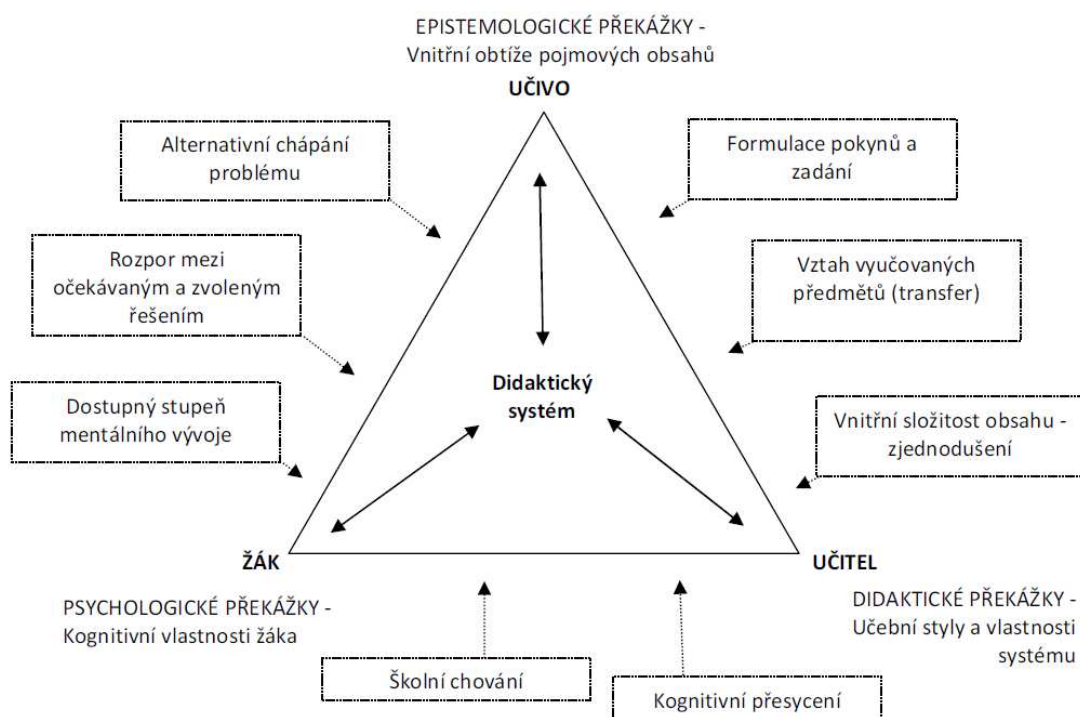 EPISTEMOLOGICKÉ PŘEKÁŽKY -
Vnitřní obtíže pojmových obsahů
UČIVO
Alternativní chápání
problému
Formulace pokynů a
zadání
Rozpor mezi
očekávaným a zvoleným
řešením
Vztah vyučovaných
předmětů (transfer)
Didaktický
systém
Dostupný stupeň
mentálního vývoje
Vnitřní složitost obsahu -
zjednodušení
ŽÁK
UČITEL
PSYCHOLOGICKÉ PŘEKÁŽKY -
Kognitivní vlastnosti žáka
DIDAKTICKÉ PŘEKÁŽKY -
Učební styly a vlastnosti
systému
Školní chování
Kognitivní přesycení